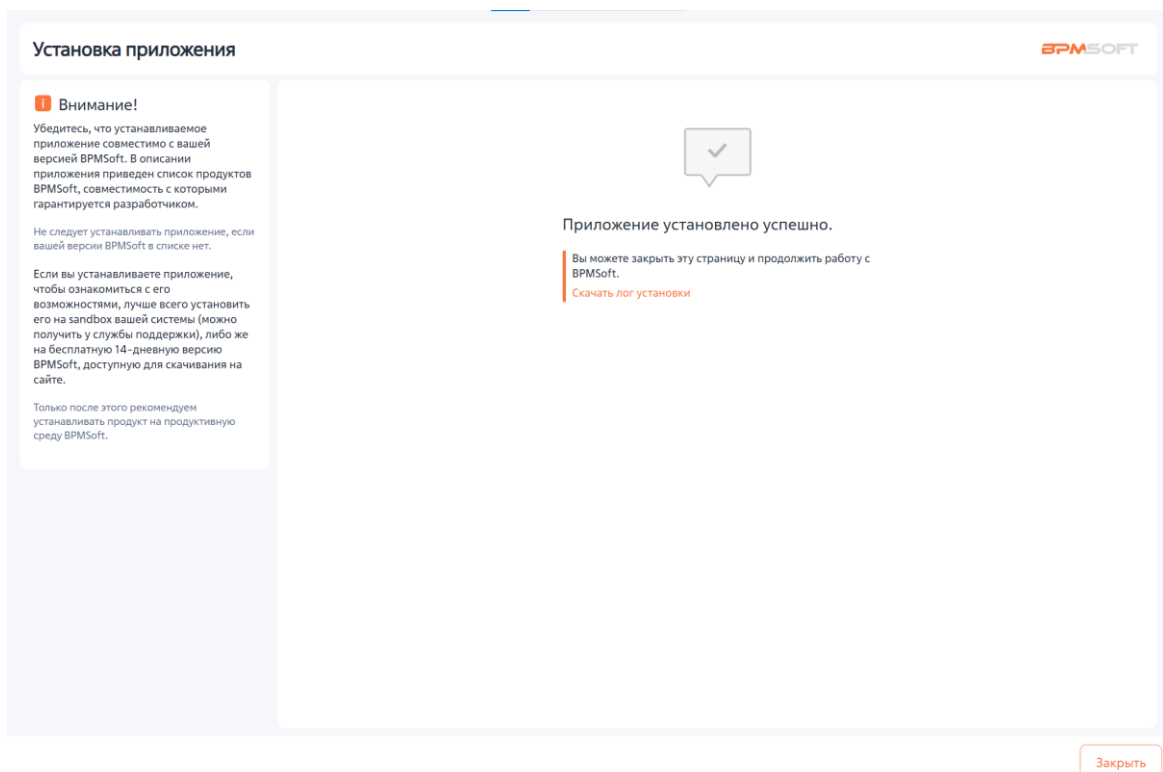 Установка приложения
BPMSOFT
Внимание!
Убедитесь, что устанавливаемое
приложение совместимо с вашей
версией BPMSoft. В описании
приложения приведен список продуктов
BPMSoft, совместимость с которыми
гарантируется разработчиком.
Не следует устанавливать приложение, если
вашей версии BPMSoft в списке нет.
Если вы устанавливаете приложение,
чтобы ознакомиться с его
возможностями, лучше всего установить
его на sandbox вашей системы (можно
получить у службы поддержки), либо же
на бесплатную 14-дневную версию
BPMSoft, доступную для скачивания на
сайте.
Только после этого рекомендуем
устанавливать продукт на продуктивную
среду BPMSoft.
Приложение установлено успешно.
Вы можете закрыть эту страницу и продолжить работу с
BPMSoft.
Скачать лог установки
Закрыть